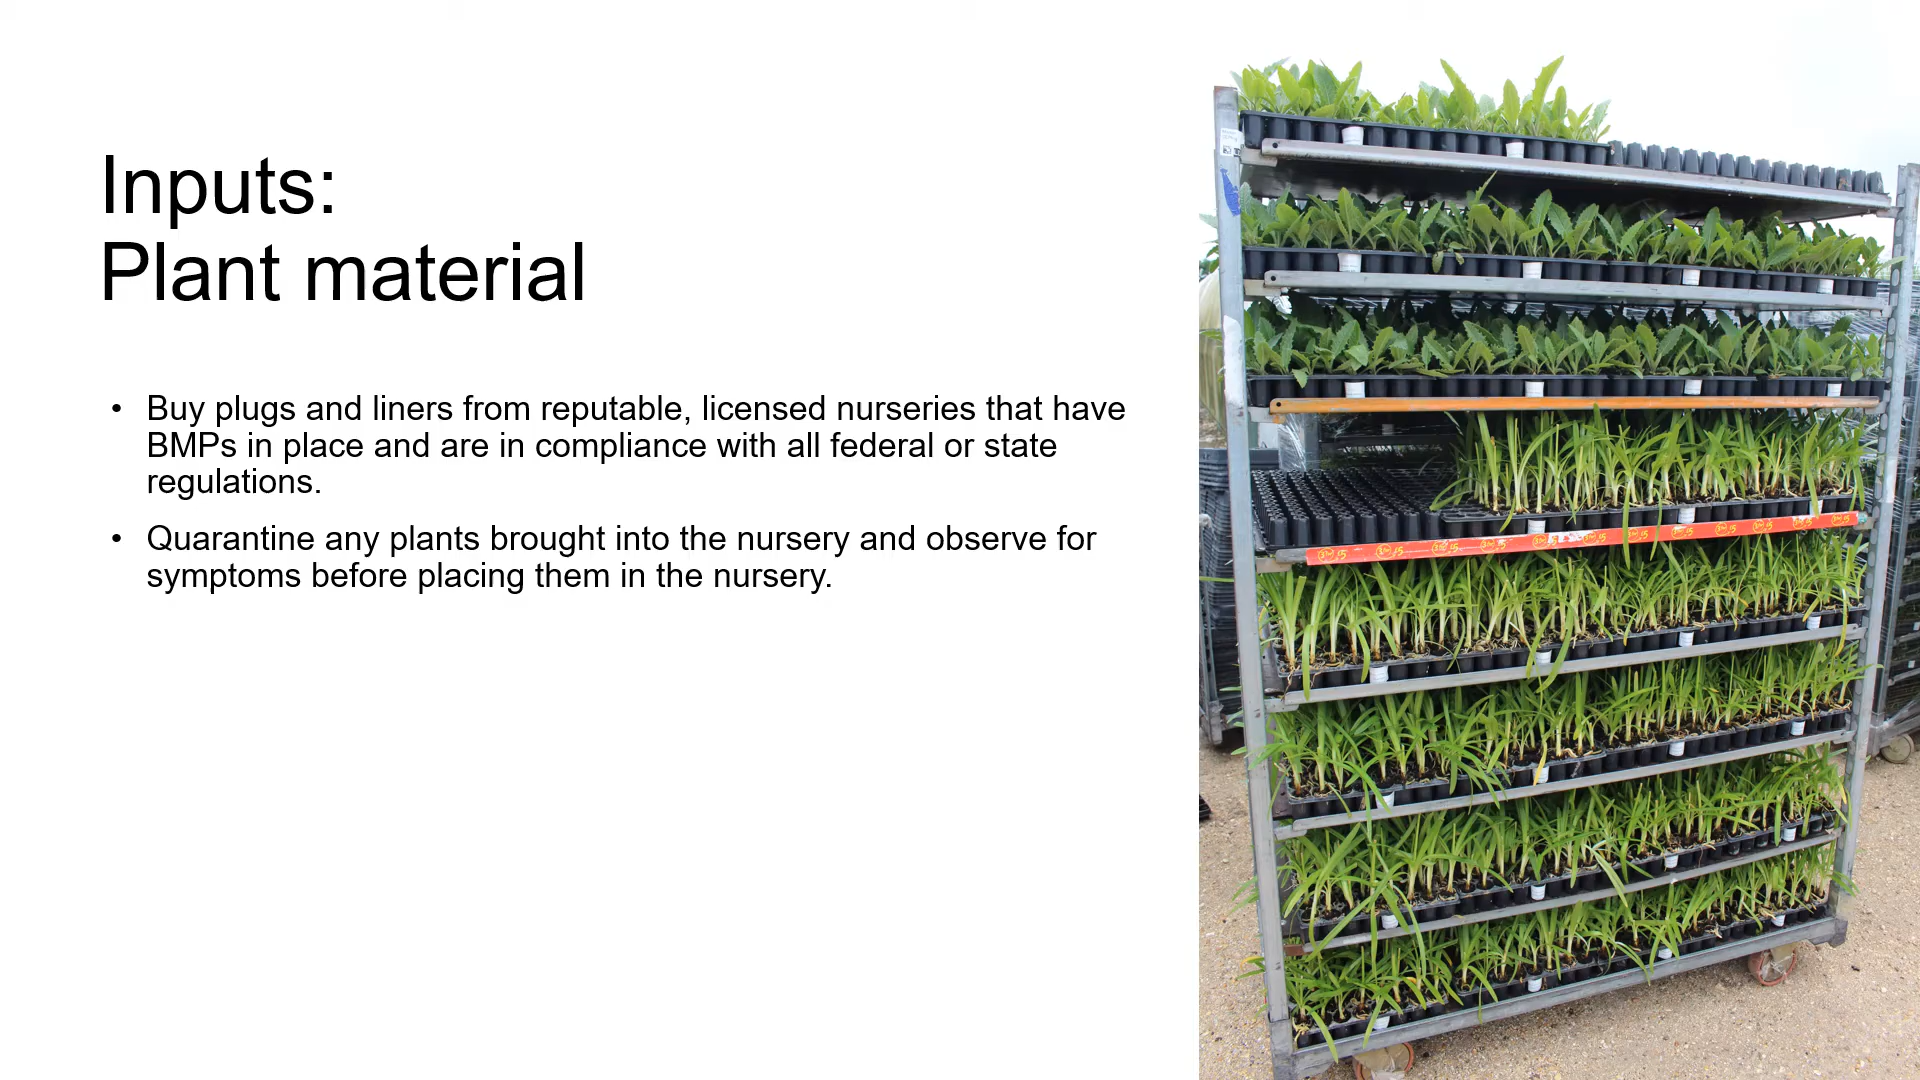 Inputs:
Plant material
• Buy plugs and liners from reputable, licensed nurseries that have
BMPs in place and are in compliance with all federal or state
regulations.
• Quarantine any plants brought into the nursery and observe for
symptoms before placing them in the nursery.